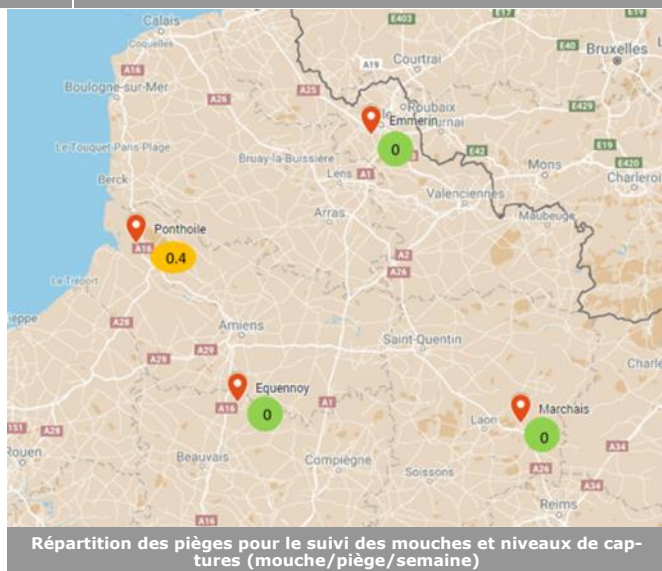 E403
E17
E19
Calais
Coquelles
A16
Courtrai
A19
E40
Bruxelles
Boulogne-sur-Mer
A26
A25
Roubaix
E429
Emmerin
0
Le Touquet-Paris-Plage
Bruay-la-Buissière
Lens
A1
E42
E19
Mons
E420
Charleroi
Berck
Valenciennes
Arras
Maubeuge
Ponthoile
A16
0.4
A2
A26
Le Tréport
A28
Amiens
Saint-Quentin
A29
A29
Charle
Equennoy
A16
0
A1
Marchais
Laon
0
A28
A34
Rouen
Beauvais
Compiègne
Soissons
A26
A34
Reims
A16
Répartition des pièges pour le suivi des mouches et niveaux de cap-
tures (mouche/piège/semaine)